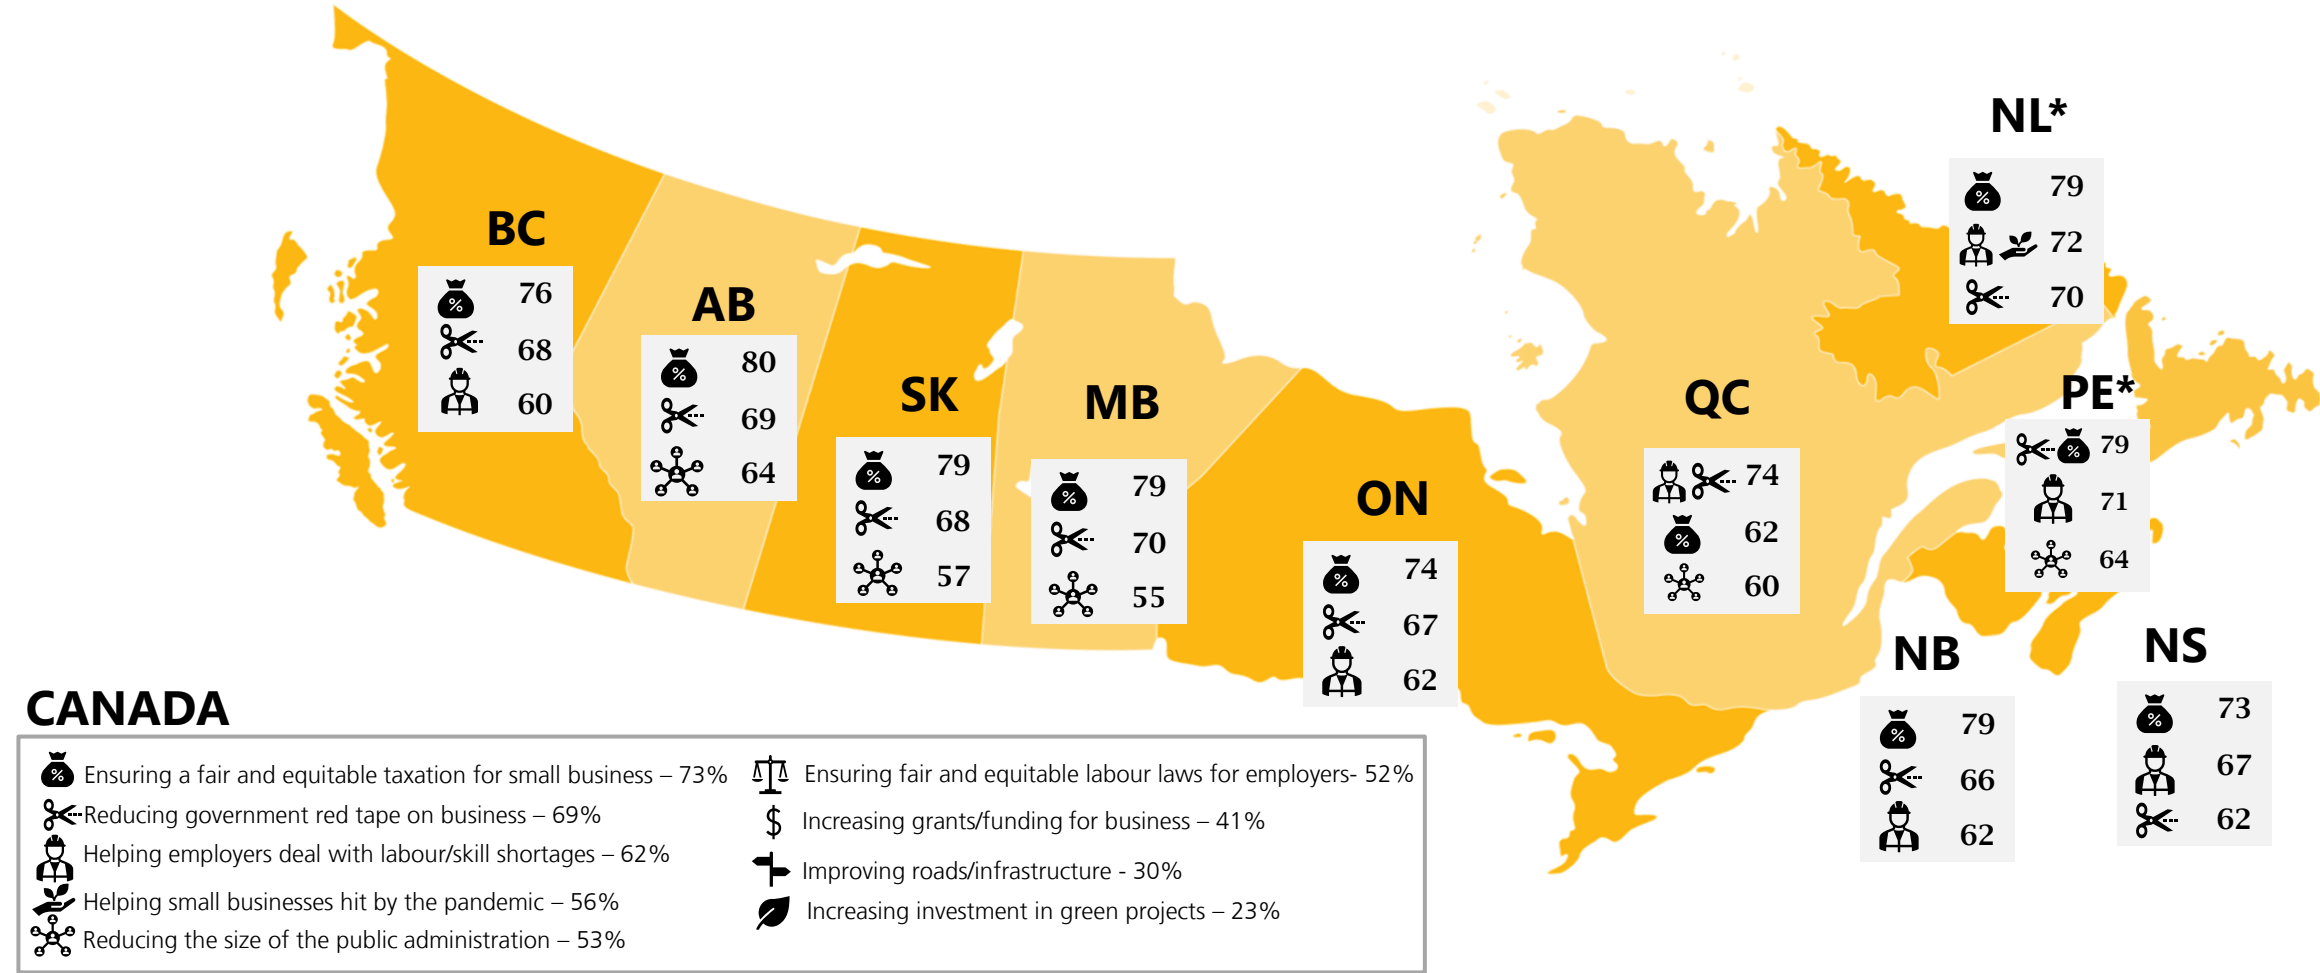 NL*
79
72
70
BC
76
68
60
AB
80
69
64
SK
79
68
57
MB
79
70
55
ON
74
67
62
QC
74
62
60
PE*
79
71
64
NB
79
66
62
NS
73
67
62
CANADA
Ensuring a fair and equitable taxation for small business – 73%
Reducing government red tape on business – 69%
Helping employers deal with labour/skill shortages – 62%
Helping small businesses hit by the pandemic – 56%
Reducing the size of the public administration – 53%
Ensuring fair and equitable labour laws for employers- 52%
$ Increasing grants/funding for business – 41%
Improving roads/infrastructure - 30%
Increasing investment in green projects – 23%